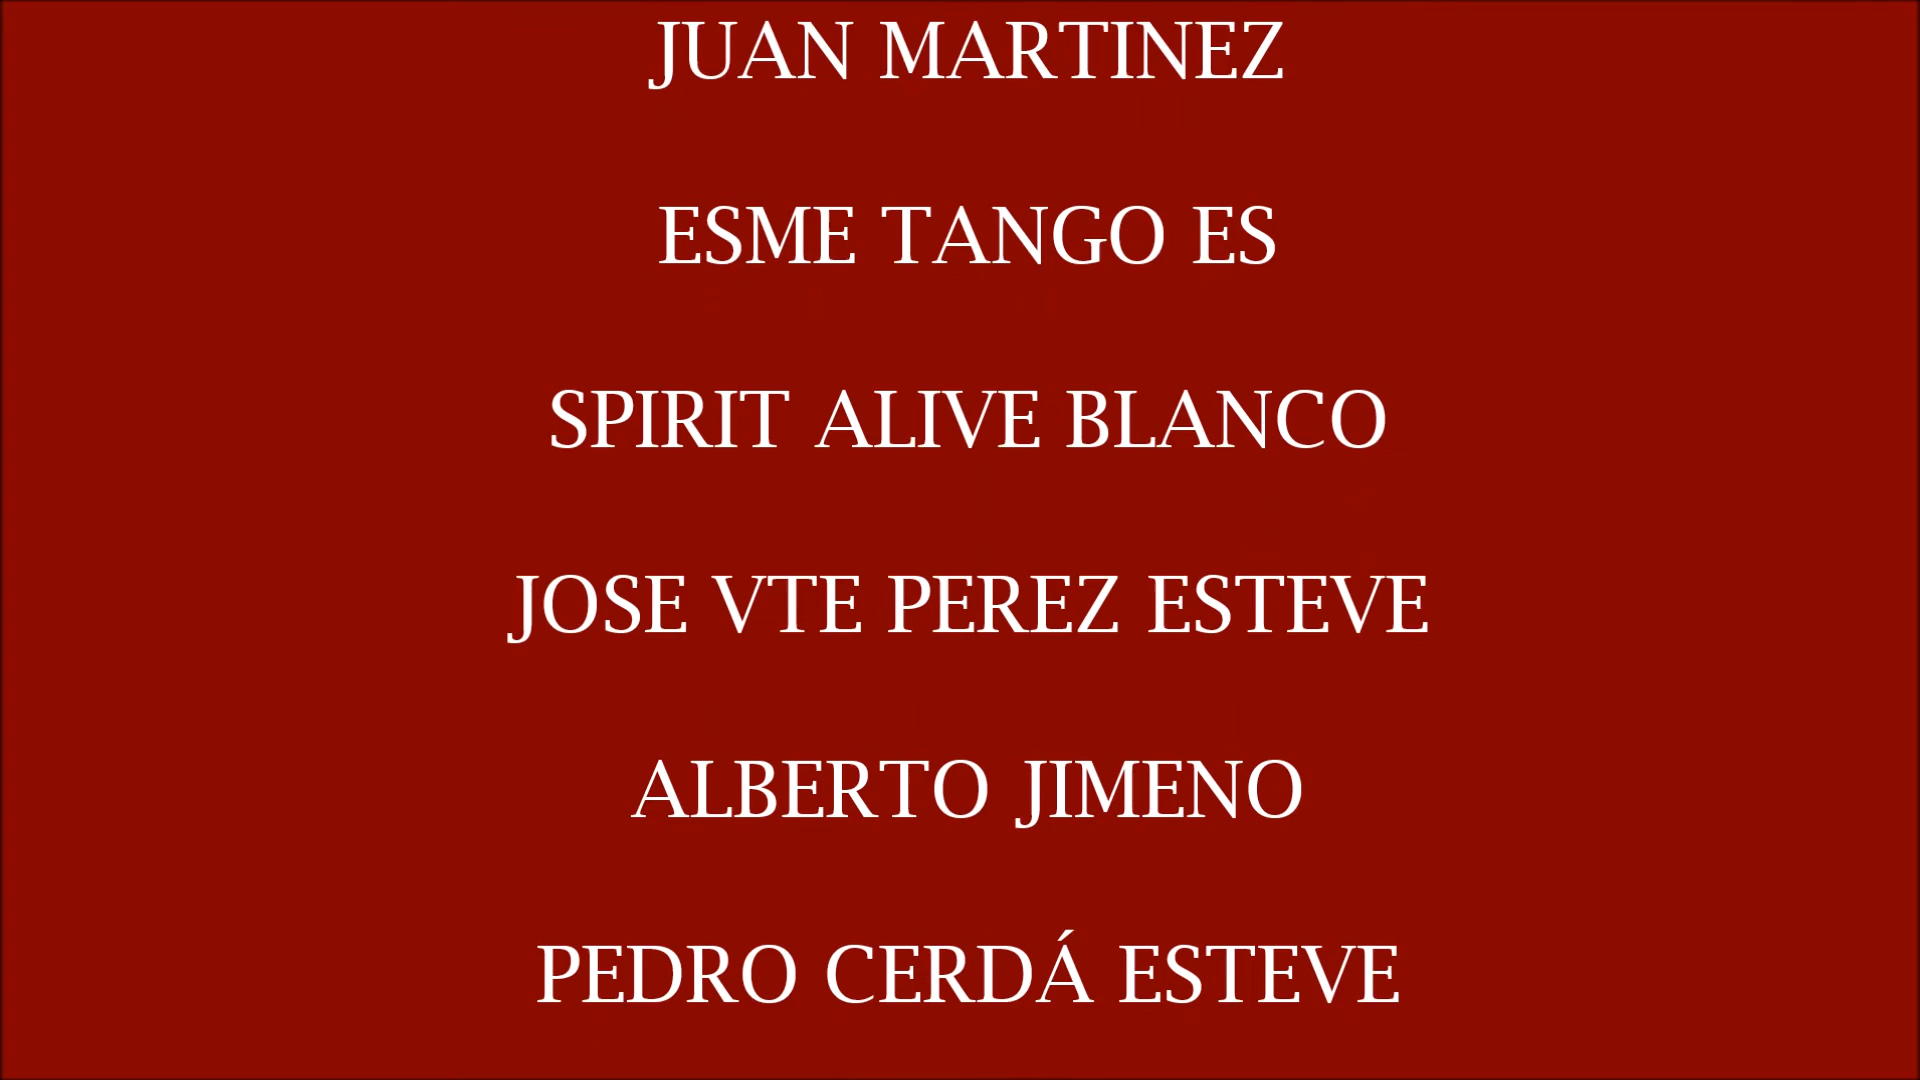 JUAN MARTINEZ
ESME TANGO ES
SPIRIT ALIVE BLANCO
JOSE VTE PEREZ ESTEVE
ALBERTO JIMENO
PEDRO CERDÁ ESTEVE